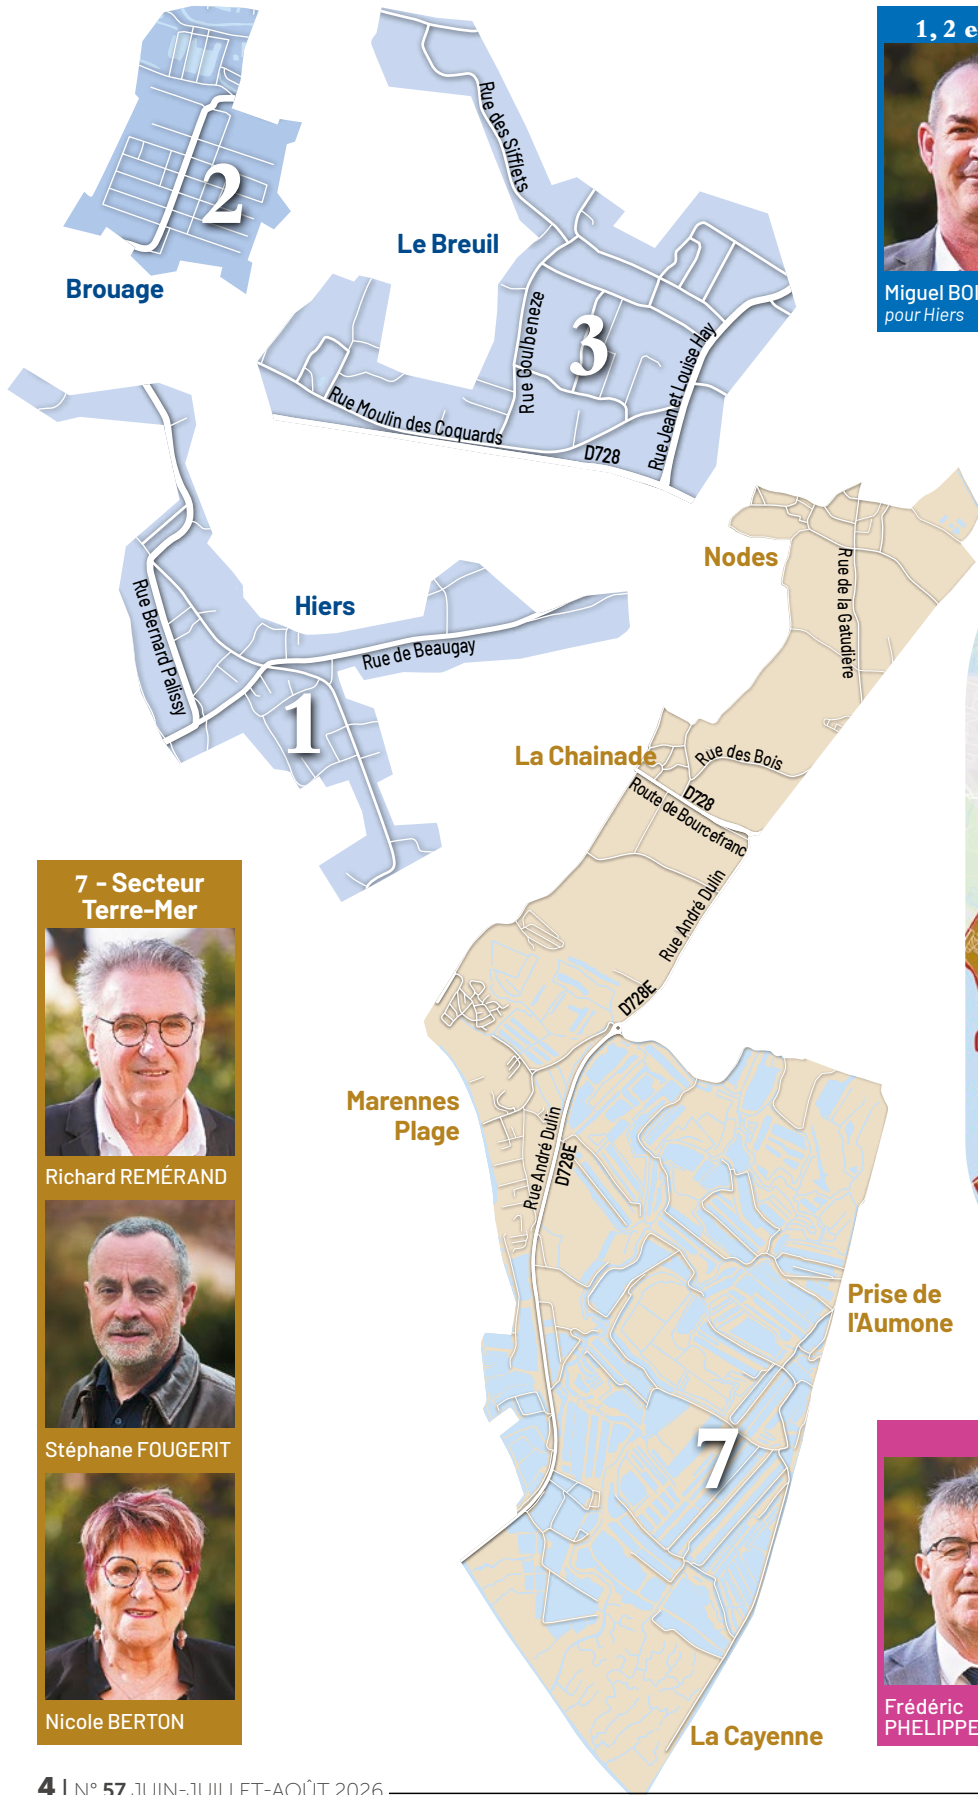 1, 2 e
Miguel BO
pour Hiers
2
Brouage
Rue des Sifflets
Le Breuil
3
Rue Goulbeneze
Rue Jean et Louise Hay
Rue Moulin des Coquards
D728
Hiers
Rue Bernard Palissy
Rue de Beaugay
1
Nodes
Rue de la Gatudière
La Chainade
Rue des Bois
D728
Route de Bourcefranc
Rue André Dulin
D728E
Marennes
Plage
Rue André Dulin
D728E
Prise de
l'Aumone
7
La Cayenne
7 - Secteur
Terre-Mer
Richard REMÉRAND
Stéphane FOUGERIT
Nicole BERTON
Frédéric
PHELIPPE
4 | N° 57 JUIN-JUILLET-AOÛT 2026